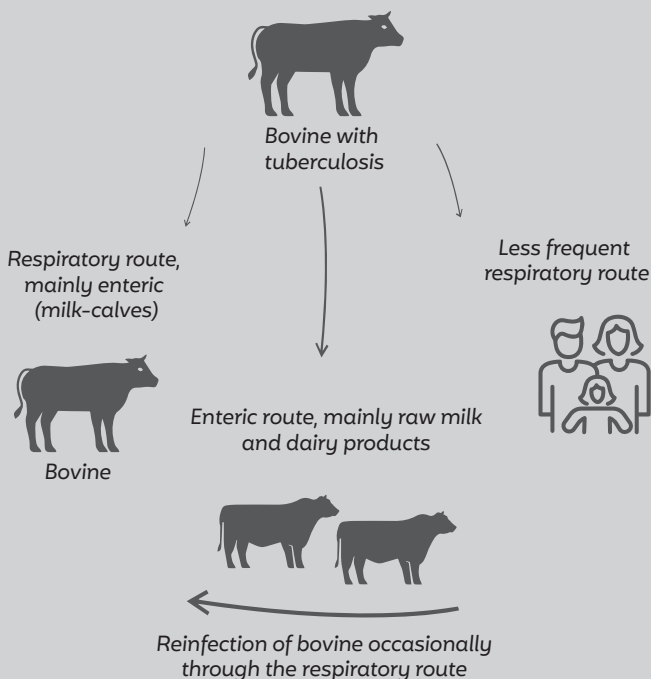 Bovine with
tuberculosis
Respiratory route,
mainly enteric
(milk-calves)
Less frequent
respiratory route
Bovine
Enteric route, mainly raw milk
and dairy products
Reinfection of bovine occasionally
through the respiratory route